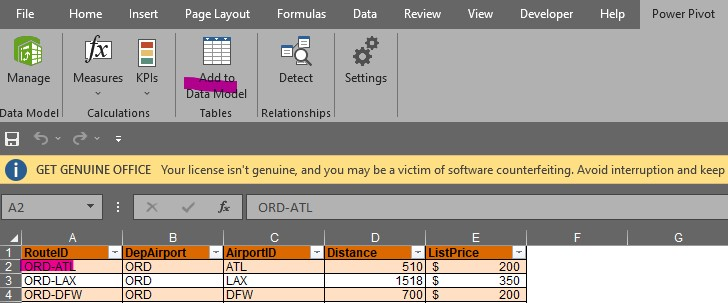 File Home Insert Page Layout Formulas Data Review View Developer Help Power Pivot
Manage Measures KPIs Add to Data Model Detect Settings
Data Model Calculations Tables Relationships
GET GENUINE OFFICE Your license isn't genuine, and you may be a victim of software counterfeiting. Avoid interruption and keep
A2 fx ORD-ATL
A B C D E F G
1 RouteID DepAirport AirportID Distance ListPrice
2 ORD-ATL ORD ATL 510 $ 200
3 ORD-LAX ORD LAX 1518 $ 350
4 ORD-DFW ORD DFW 700 $ 200